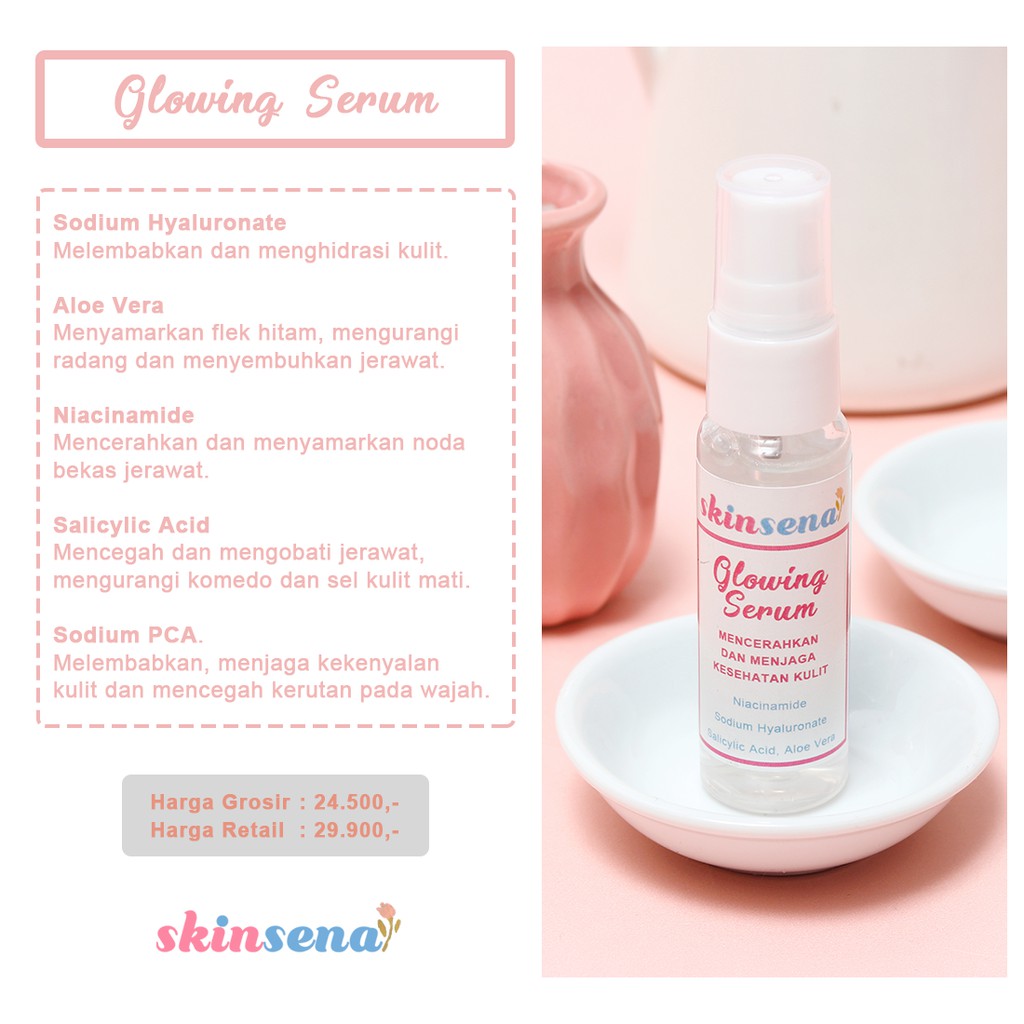 Glowing Serum
Sodium Hyaluronate
Melembabkan dan menghidrasi kulit.
Aloe Vera
Menyamarkan flek hitam, mengurangi
radang dan menyembuhkan jerawat.
Niacinamide
Mencerahkan dan menyamarkan noda
bekas jerawat.
Salicylic Acid
Mencegah dan mengobati jerawat,
mengurangi komedo dan sel kulit mati.
Sodium PCA.
Melembabkan, menjaga kekenyalan
kulit dan mencegah kerutan pada wajah.
Harga Grosir : 24.500,-
Harga Retail : 29.900,-
skinsena
skinsena
Glowing
Serum
MENCERAHKAN
DAN MENJAGA
KESEHATAN KULIT
Niacinamide
Sodium Hyaluronate
Salicylic Acid, Aloe Vera